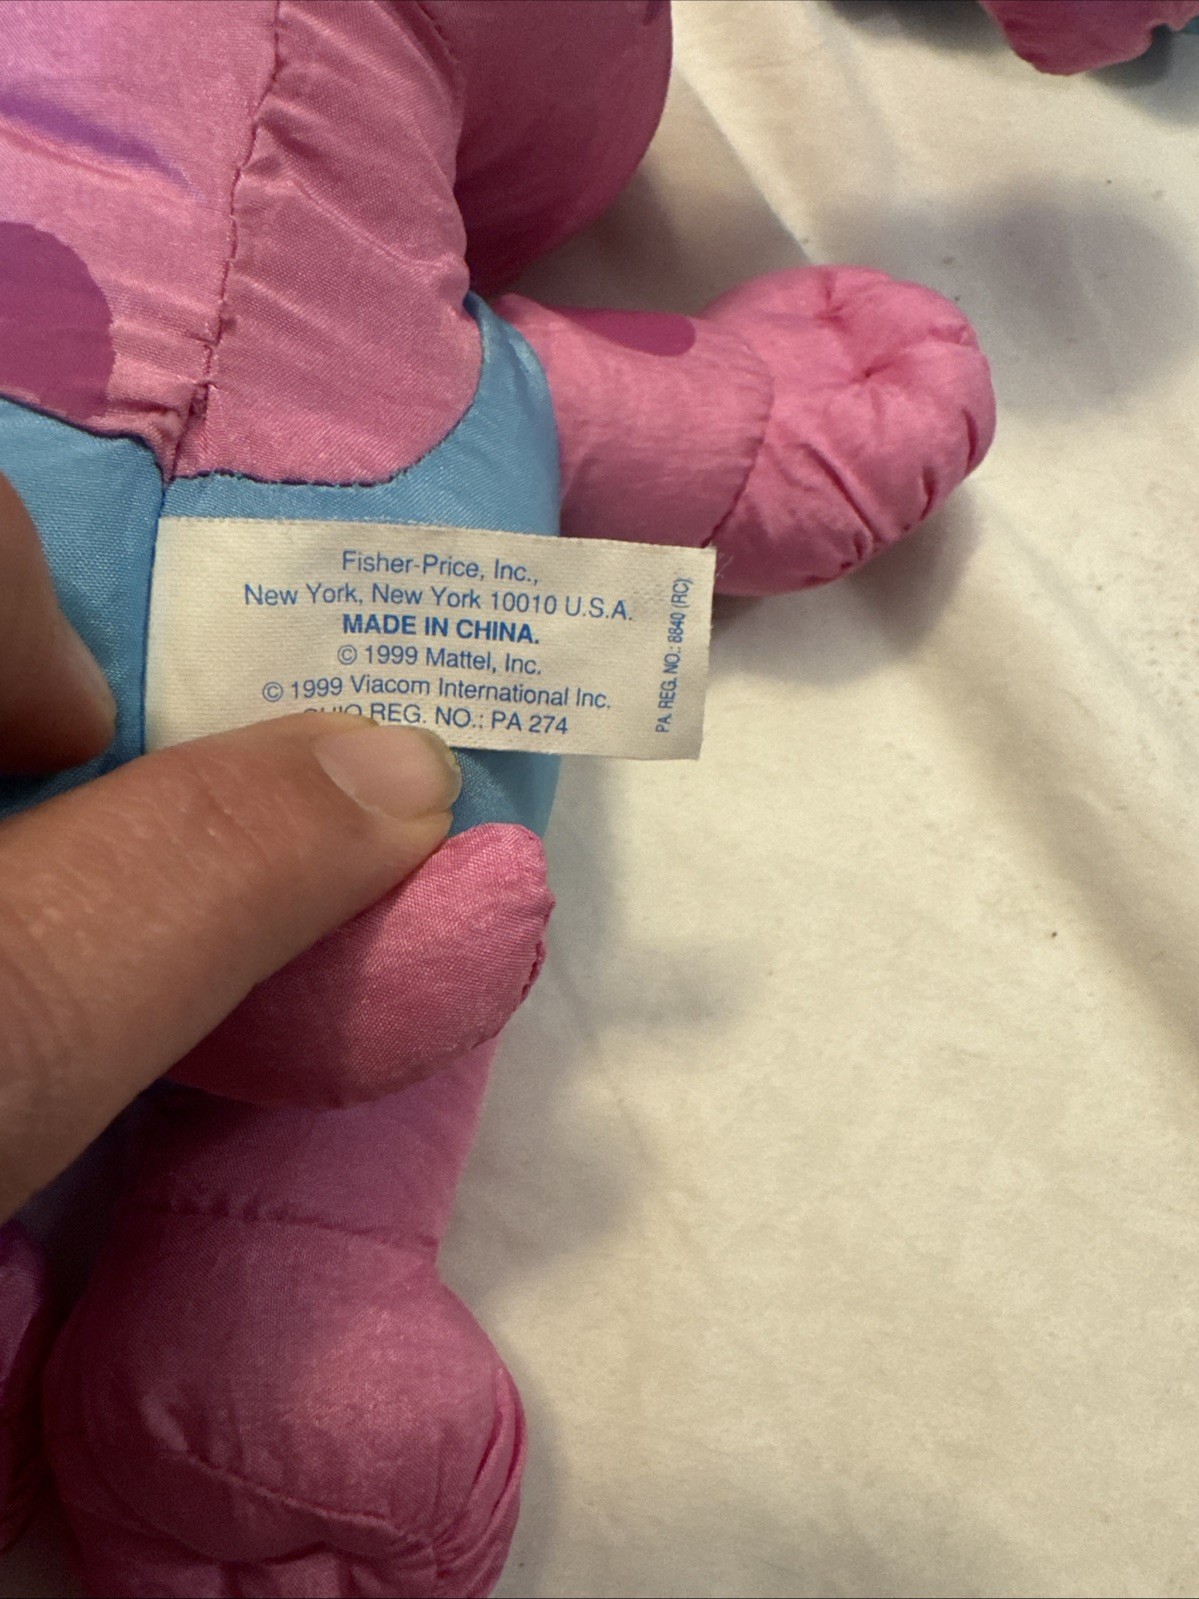 Fisher-Price, Inc.,
New York, New York 10010 U.S.A.
MADE IN CHINA.
© 1999 Mattel, Inc.
© 1999 Viacom International Inc.
OHIO REG. NO.: PA 274
PA. REG. NO.: 8840 (RC)